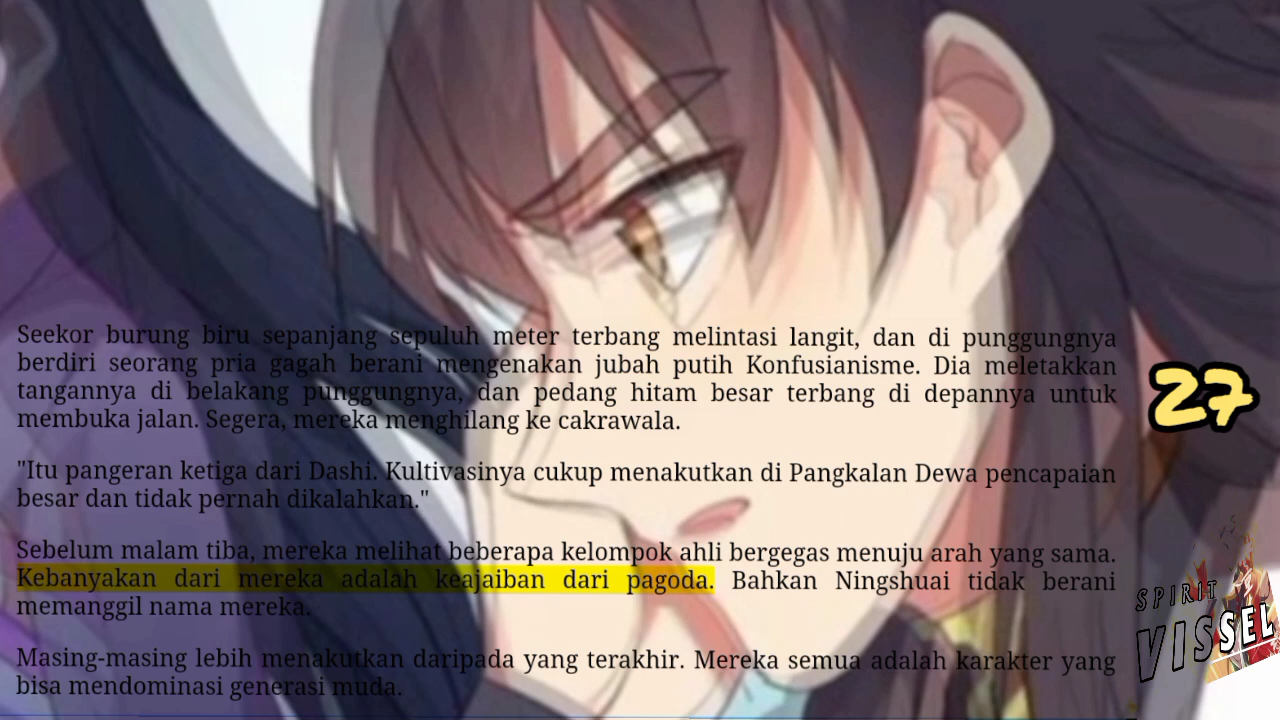 Seekor burung biru sepanjang sepuluh meter terbang melintasi langit, dan di punggungnya
berdiri seorang pria gagah berani mengenakan jubah putih Konfusianisme. Dia meletakkan
tangannya di belakang punggungnya, dan pedang hitam besar terbang di depannya untuk
membuka jalan. Segera, mereka menghilang ke cakrawala.
"Itu pangeran ketiga dari Dashi. Kultivasinya cukup menakutkan di Pangkalan Dewa pencapaian
besar dan tidak pernah dikalahkan."
Sebelum malam tiba, mereka melihat beberapa kelompok ahli bergegas menuju arah yang sama.
Kebanyakan dari mereka adalah keajaiban dari pagoda. Bahkan Ningshuai tidak berani
memanggil nama mereka.
Masing-masing lebih menakutkan daripada yang terakhir. Mereka semua adalah karakter yang
bisa mendominasi generasi muda.
27
SPIRIT
VISSEL